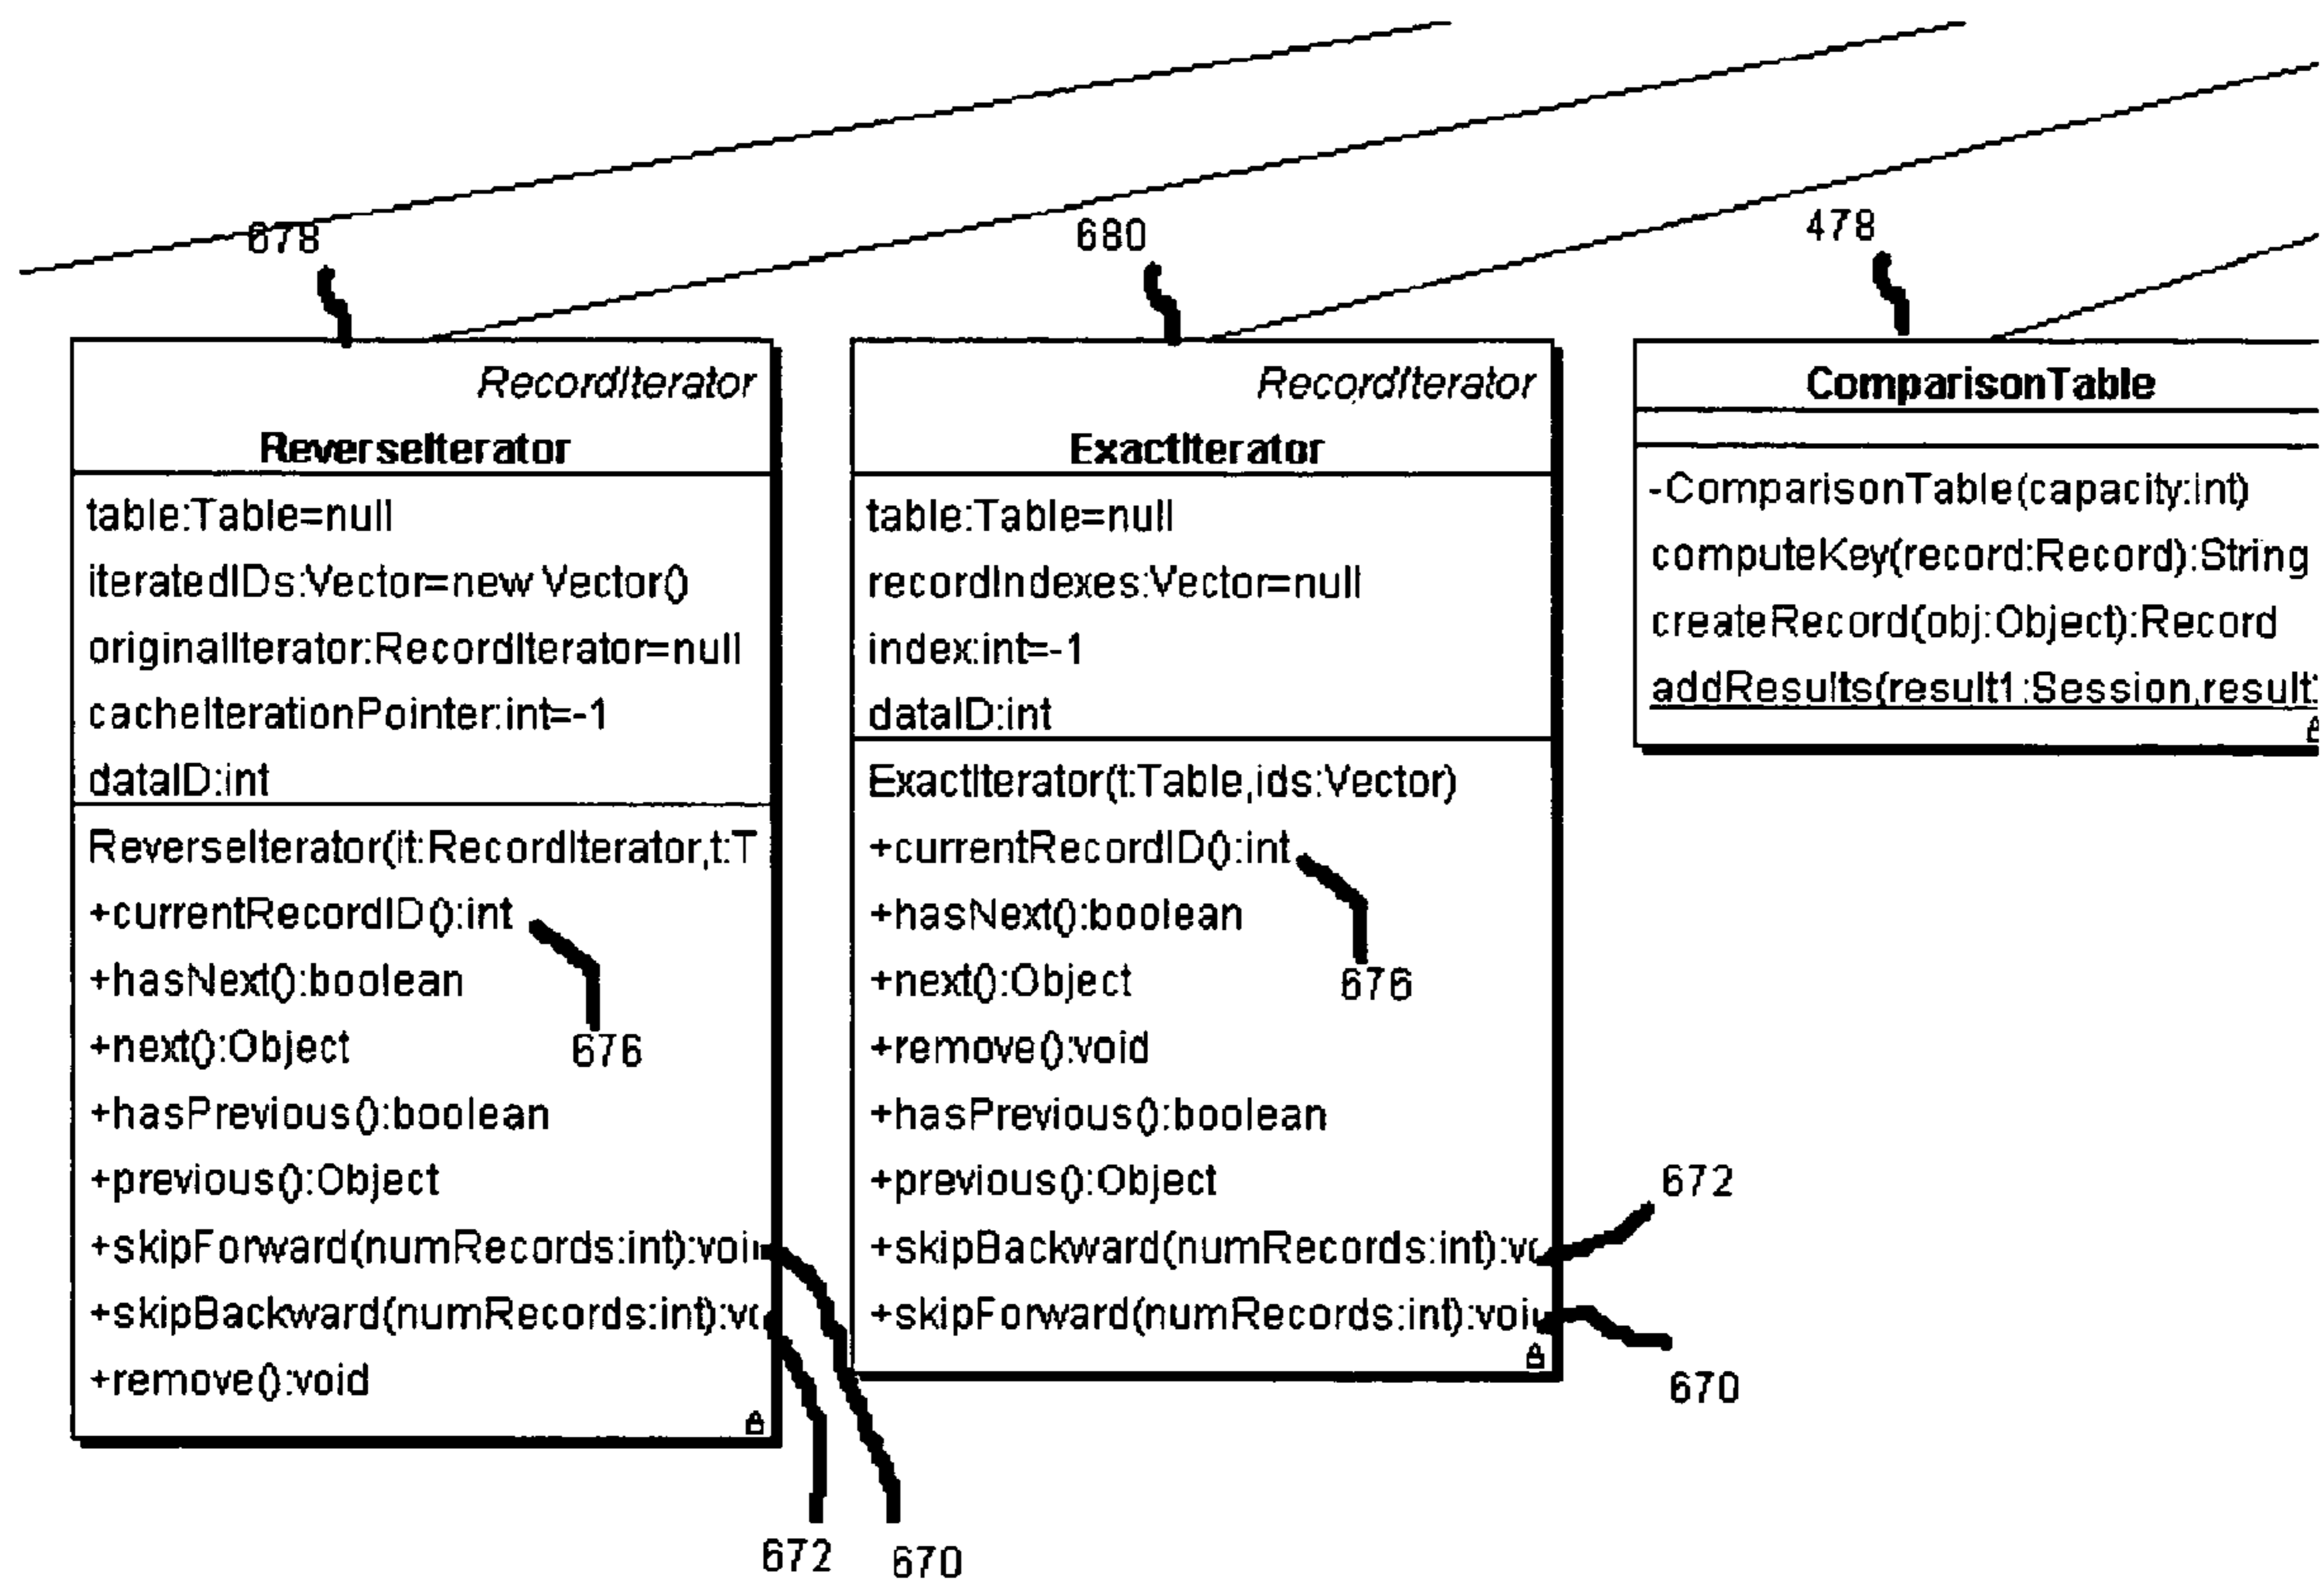 678
680
478
RecordIterator
ReverseIterator
table:Table=null
iteratedIDs:Vector=new Vector()
originalIterator:RecordIterator=null
cacheIterationPointer:int=-1
dataID:int
ReverseIterator(it:RecordIterator,t:T
+currentRecordID():int
+hasNext():boolean
676
+next():Object
+hasPrevious():boolean
+previous():Object
+skipForward(numRecords:int):voi
+skipBackward(numRecords:int):v
+remove():void
672
670
RecordIterator
ExactIterator
table:Table=null
recordIndexes:Vector=null
index:int=-1
dataID:int
ExactIterator(t:Table,ids:Vector)
+currentRecordID():int
+hasNext():boolean
676
+next():Object
+remove():void
+hasPrevious():boolean
+previous():Object
672
+skipBackward(numRecords:int):v
+skipForward(numRecords:int):voi
670
ComparisonTable
-ComparisonTable(capacity:int)
computeKey(record:Record):String
createRecord(obj:Object):Record
addResults(result1:Session,result